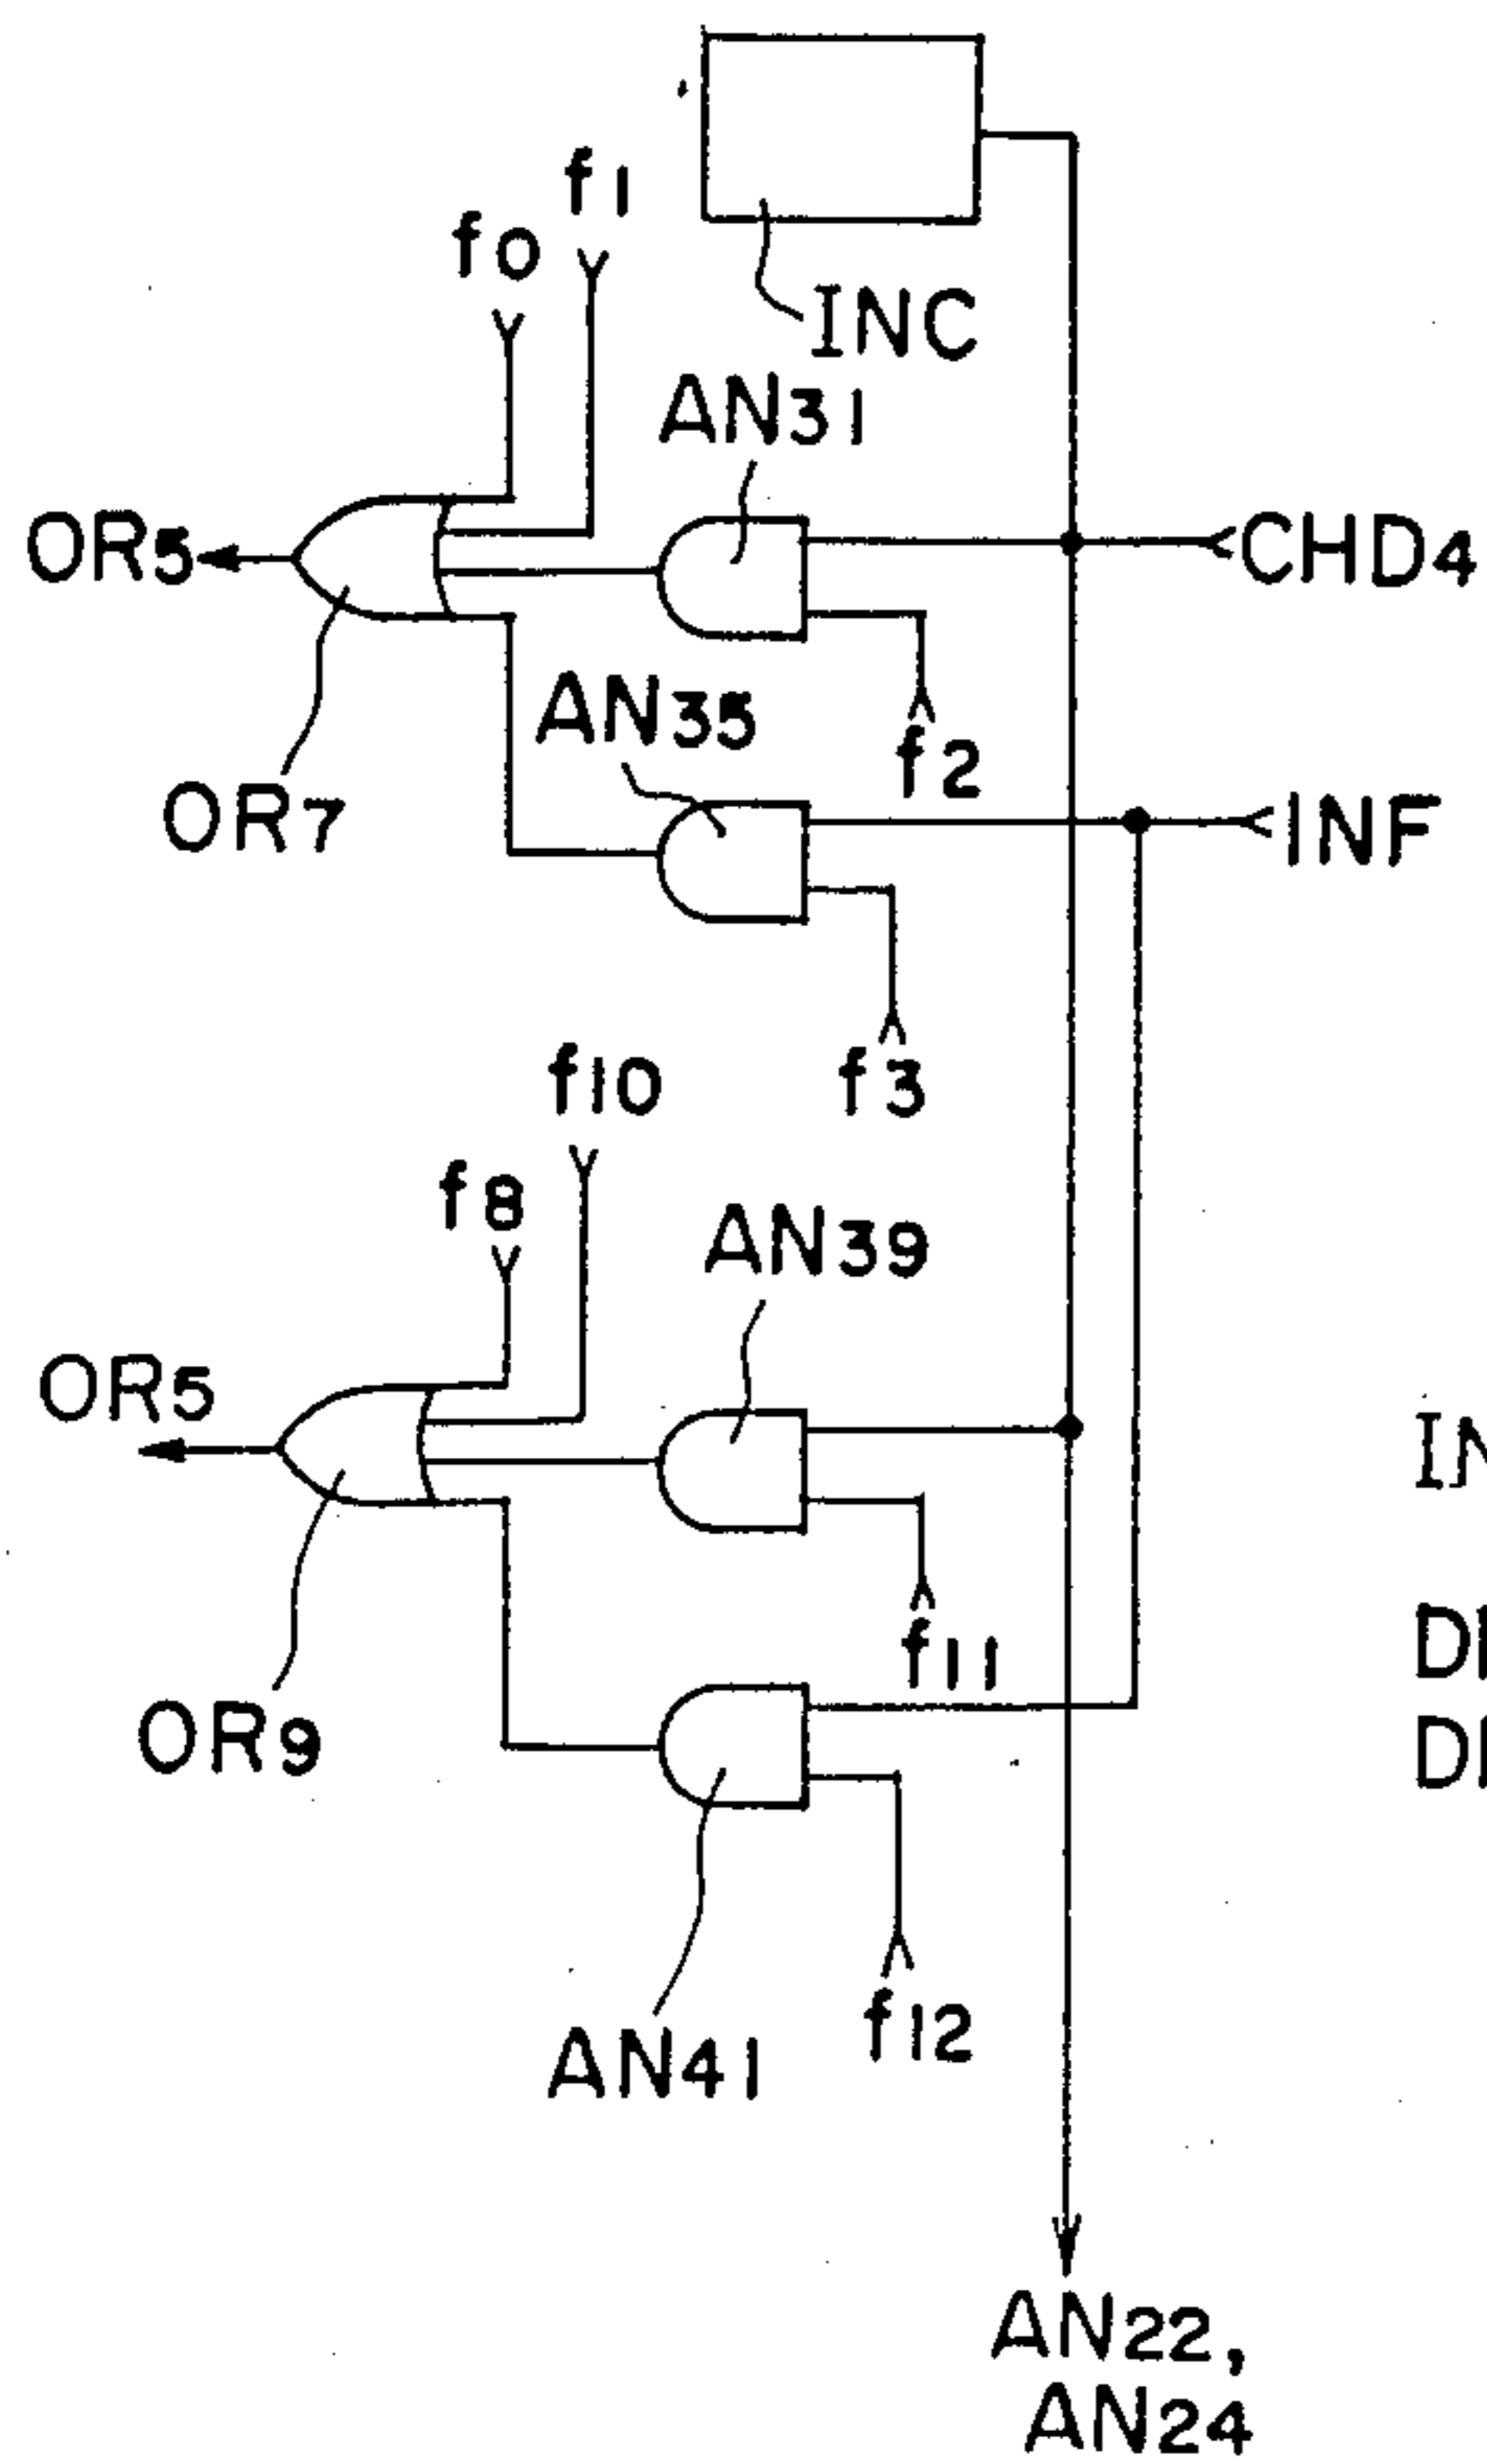 f1
f0
INC
AN31
OR5
CHD4
AN35
f2
OR7
INF
f10
f3
f8
AN39
OR5
f11
OR9
f12
AN41
AN22,
AN24